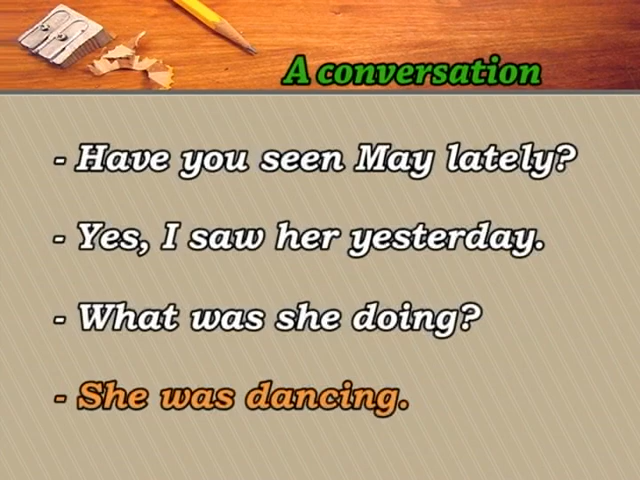 A conversation
- Have you seen May lately?
- Yes, I saw her yesterday.
- What was she doing?
- She was dancing.